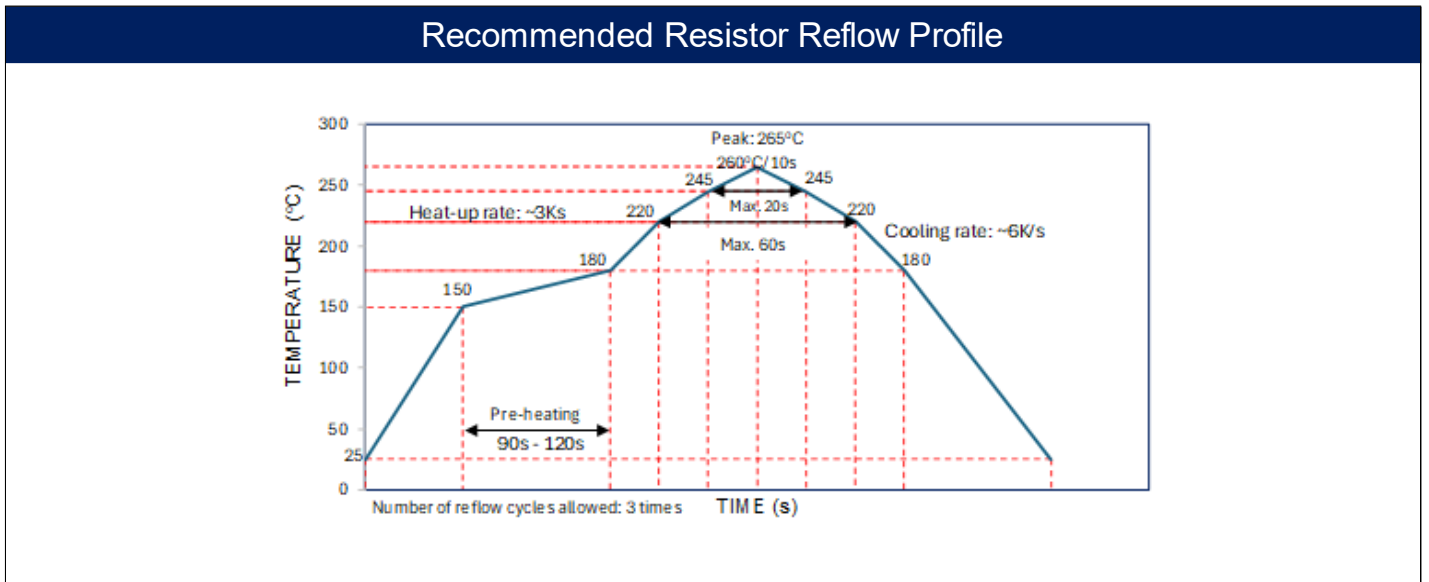 Recommended Resistor Reflow Profile
300
Peak: 265ºC
260ºC/10s
250
245
245
Max. 20s
Heat-up rate: ~3Ks
220
220
Cooling rate: ~6K/s
200
Max. 60s
180
180
150
150
TEMPERATURE (ºC)
100
Pre-heating
50
90s - 120s
25
0
Number of reflow cycles allowed: 3 times
TIME (s)